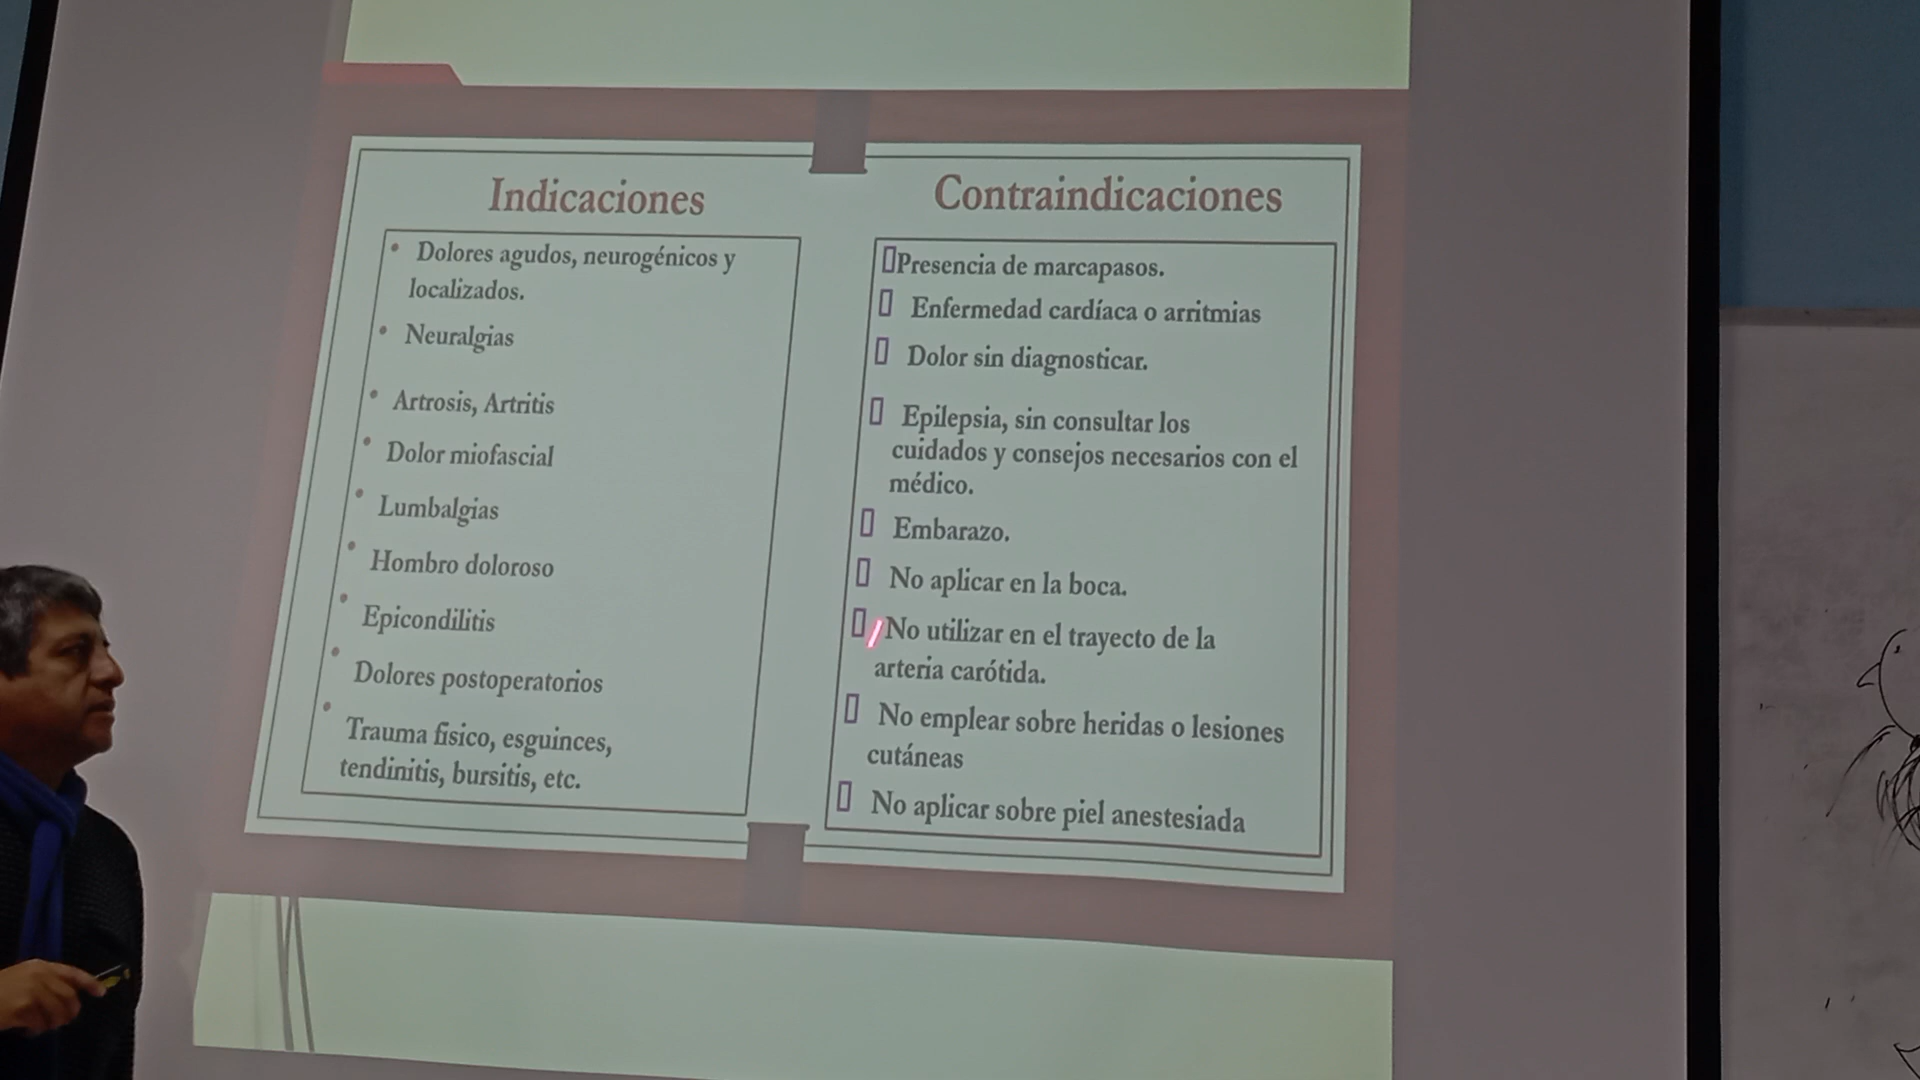 Indicaciones
• Dolores agudos, neurogénicos y
localizados.
• Neuralgias
• Artrosis, Artritis
• Dolor miofascial
• Lumbalgias
• Hombro doloroso
• Epicondilitis
• Dolores postoperatorios
• Trauma fisico, esguinces,
tendinitis, bursitis, etc.
Contraindicaciones
Presencia de marcapasos.
Enfermedad cardíaca o arritmias
Dolor sin diagnosticar.
Epilepsia, sin consultar los
cuidados y consejos necesarios con el
médico.
Embarazo.
No aplicar en la boca.
No utilizar en el trayecto de la
arteria carótida.
No emplear sobre heridas o lesiones
cutáneas
No aplicar sobre piel anestesiada